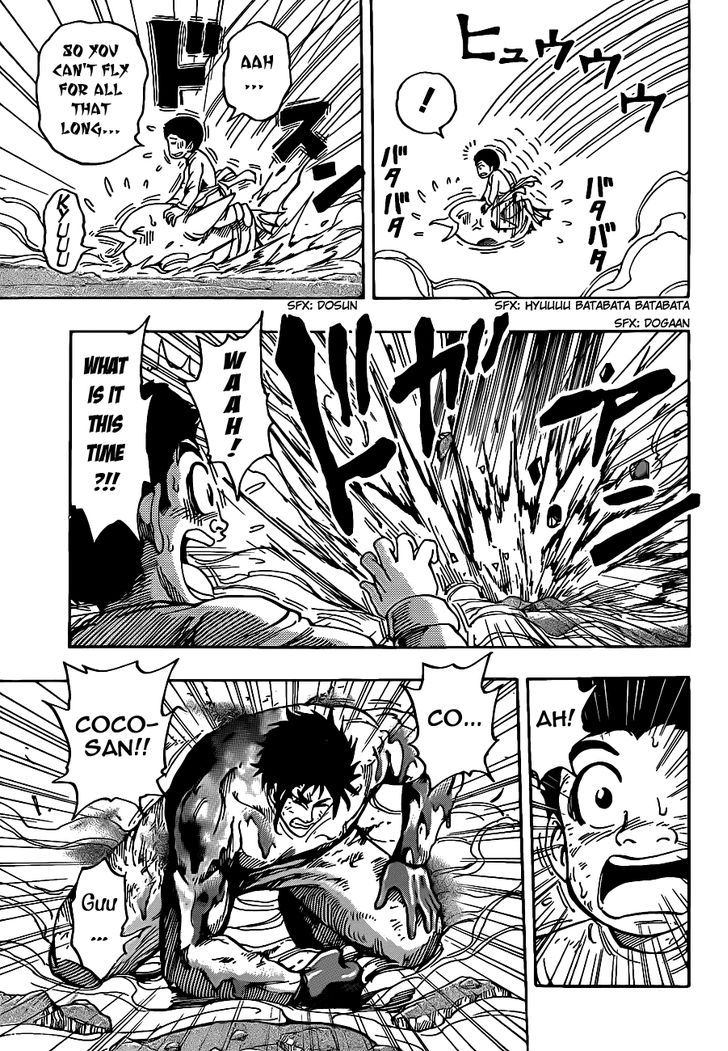 ヒュウウウ
!
バタ
バタ
バタバタ
SFX: HYUUUU BATABATA BATABATA
AAH
...
ドスン
SO YOU
CAN'T FLY
FOR ALL
THAT
LONG...
KYUU
SFX: DOSUN
SFX: DOGAAN
ドガァン
WAAH!
WHAT
IS IT
THIS
TIME
?!!
AH!
CO...
COCO-
SAN!!
GUU
...